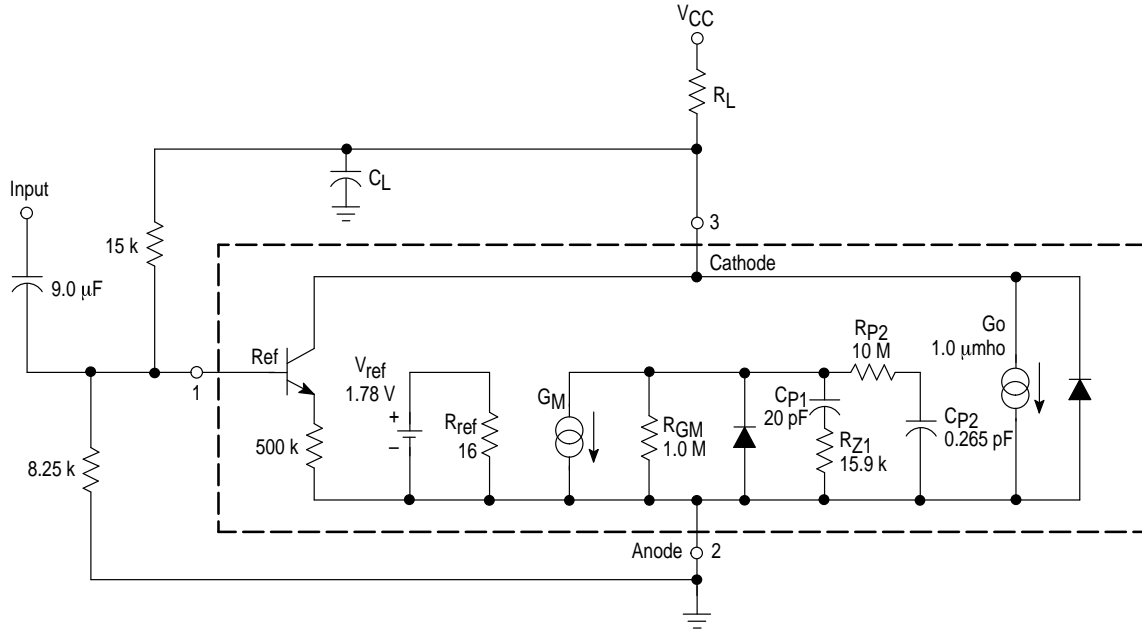 VCC
RL
Input
CL
3
15 k
Cathode
9.0 µF
RP2
10 M
Go
1.0 µmho
Ref
Vref
1.78 V
1
GM
CP1
20 pF
+
–
Rref
16
RGM
1.0 M
CP2
0.265 pF
500 k
RZ1
15.9 k
8.25 k
Anode
2